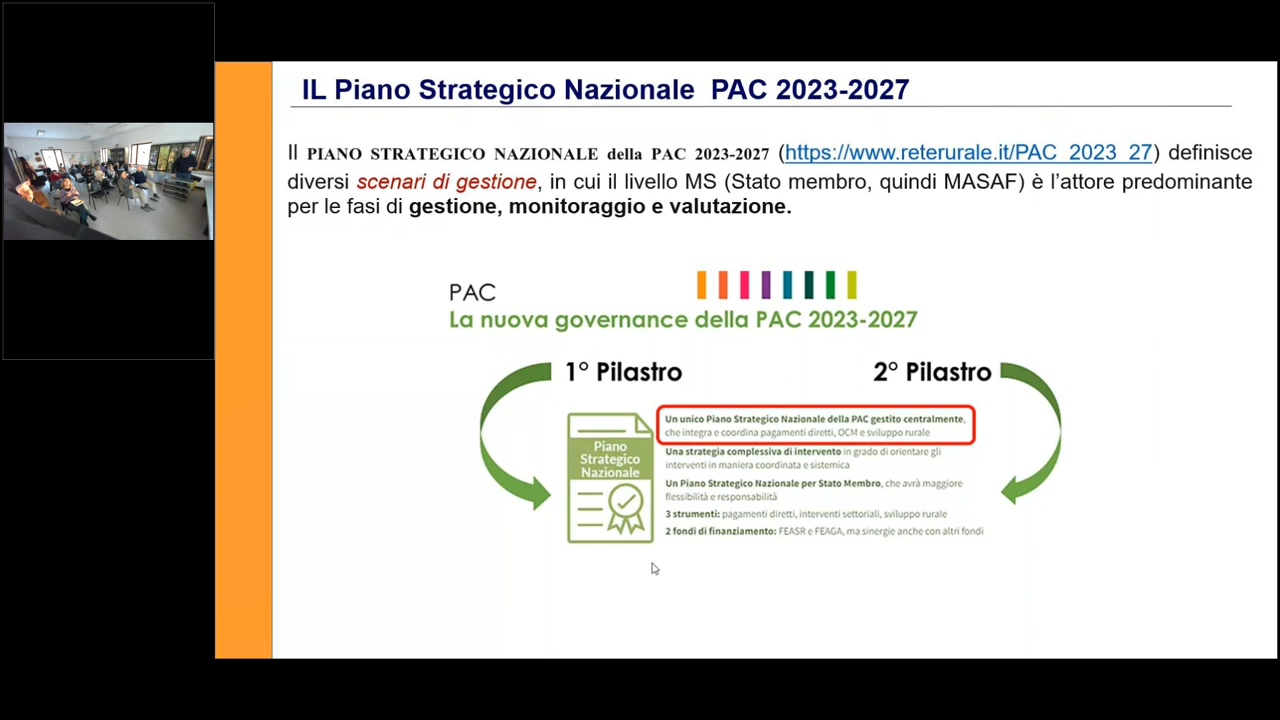 IL Piano Strategico Nazionale PAC 2023-2027
Il PIANO STRATEGICO NAZIONALE della PAC 2023-2027 (https://www.reterurale.it/PAC_2023_27) definisce
diversi scenari di gestione, in cui il livello MS (Stato membro, quindi MASAF) è l'attore predominante
per le fasi di gestione, monitoraggio e valutazione.
PAC
La nuova governance della PAC 2023-2027
1° Pilastro
2° Pilastro
Piano
Strategico
Nazionale
Un unico Piano Strategico Nazionale della PAC gestito centralmente,
che integra e coordina pagamenti diretti, OCM e sviluppo rurale
Una strategia complessiva di intervento in grado di orientare gli
interventi in maniera coordinata e sistemica
Un Piano Strategico Nazionale per Stato Membro, che avrà maggiore
flessibilità e responsabilità
3 strumenti: pagamenti diretti, interventi settoriali, sviluppo rurale
2 fondi di finanziamento: FEASR e FEAGA, ma sinergie anche con altri fondi